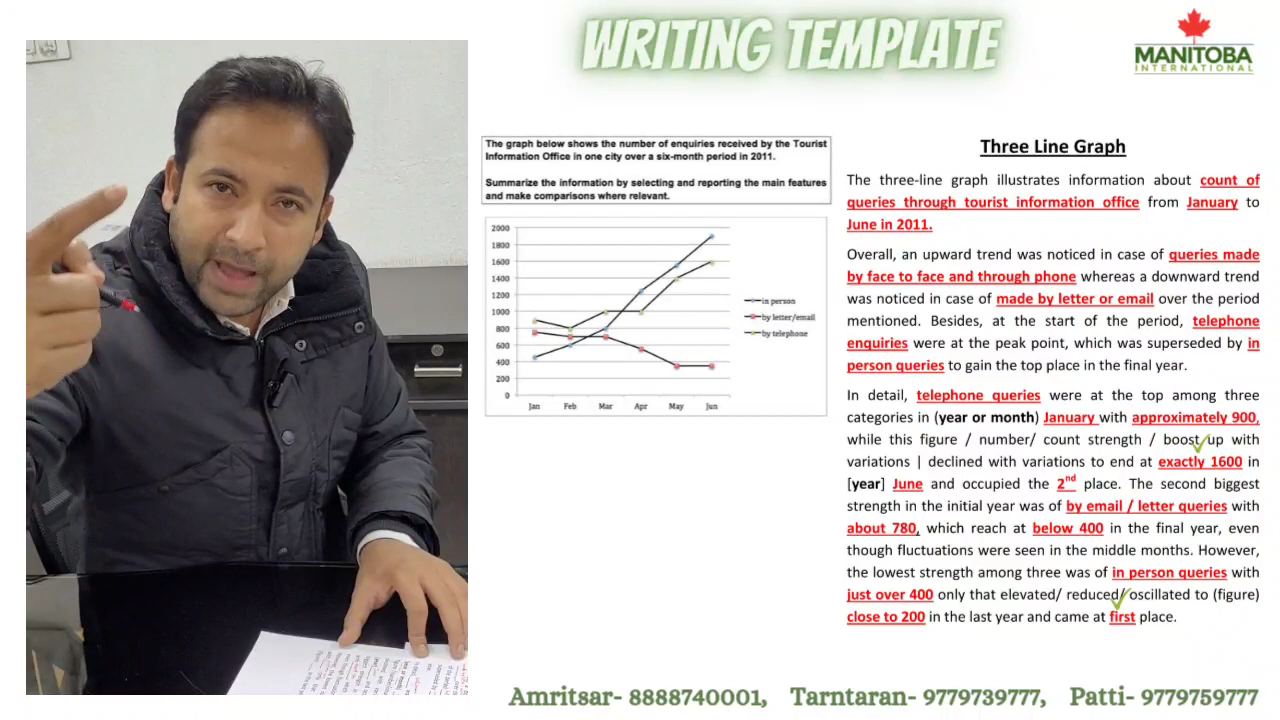 WRITING TEMPLATE
MANITOBA
INTERNATIONAL
The graph below shows the number of enquiries received by the Tourist
Information Office in one city over a six-month period in 2011.
Summarize the information by selecting and reporting the main features
and make comparisons where relevant.
2000
1800
1600
1400
1200
1000
800
600
400
200
0
Jan Feb Mar Apr May Jun
in person
by letter/email
by telephone
Three Line Graph
The three-line graph illustrates information about count of
queries through tourist information office from January to
June in 2011.
Overall, an upward trend was noticed in case of queries made
by face to face and through phone whereas a downward trend
was noticed in case of made by letter or email over the period
mentioned. Besides, at the start of the period, telephone
enquiries were at the peak point, which was superseded by in
person queries to gain the top place in the final year.
In detail, telephone queries were at the top among three
categories in (year or month) January with approximately 900,
while this figure / number/ count strength / boost up with
variations | declined with variations to end at exactly 1600 in
[year] June and occupied the 2nd place. The second biggest
strength in the initial year was of by email / letter queries with
about 780, which reach at below 400 in the final year, even
though fluctuations were seen in the middle months. However,
the lowest strength among three was of in person queries with
just over 400 only that elevated/ reduced/ oscillated to (figure)
close to 200 in the last year and came at first place.
Amritsar- 8888740001, Tarntaran- 9779739777, Patti- 9779759777